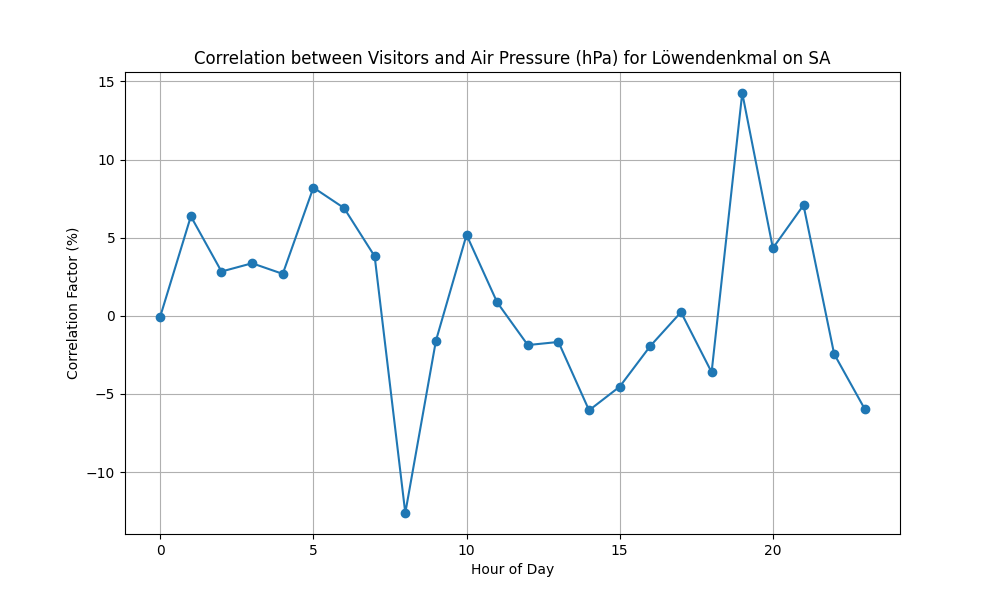 Correlation between Visitors and Air Pressure (hPa) for Löwendenkmal on SA
15
10
5
0
−5
−10
Correlation Factor (%)
0 5 10 15 20
Hour of Day